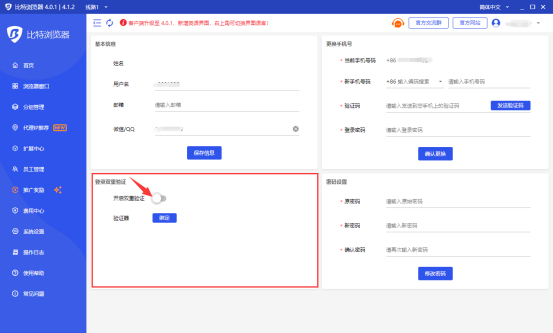 比特浏览器 4.0.1 | 4.1.2
线路1
简体中文
比特浏览器
客户端升级至 4.0.1，新增视港界面，右上角可切换界面语言！
官方交流群
官方网站
首页
浏览器窗口
分组管理
代理IP推荐
扩展中心
员工管理
推广奖励
费用中心
系统设置
操作日志
使用帮助
常见问题
基本信息
姓名
用户名
邮箱
请输入邮箱
微信/QQ
保存信息
更换手机号
* 当前手机号码 +86
* 新手机号码 +86 输入编码搜索 请输入手机号码
* 验证码 请输入发送到您手机上的验证码 发送验证码
* 登录密码 请输入登录密码
确认更换
登录双重验证
开启双重验证
验证器 绑定
密码设置
* 原密码 请输入原始密码
* 新密码 请输入新密码
* 确认密码 请再次输入新密码
修改密码